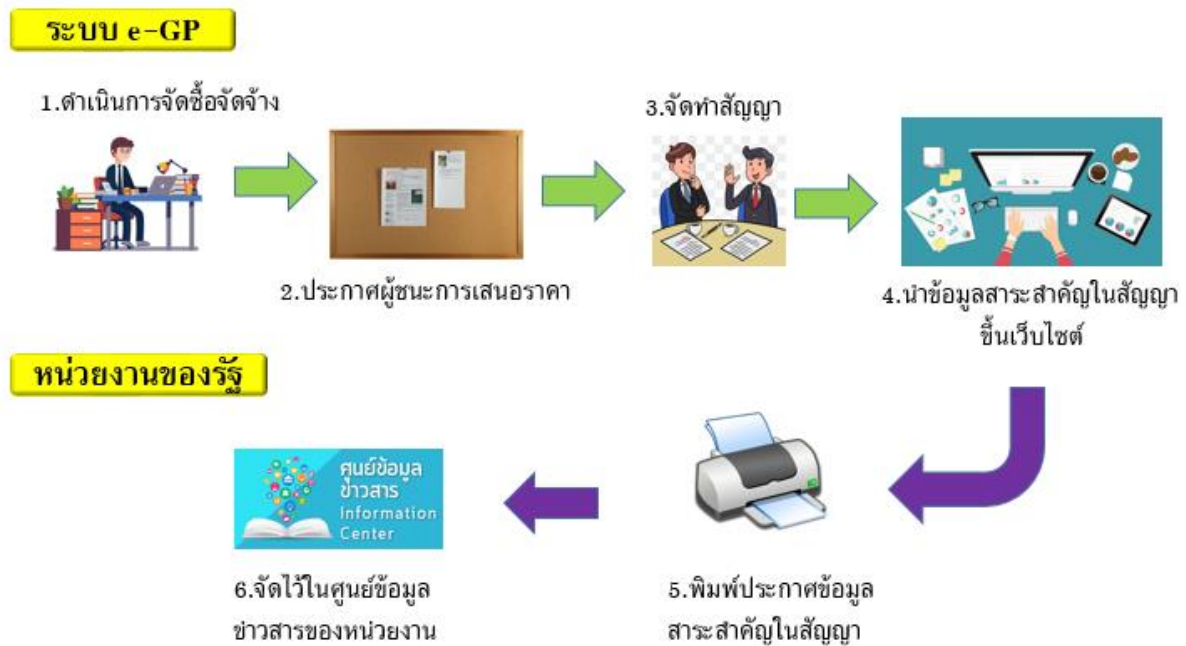 ระบบ e-GP
1.ดำเนินการจัดซื้อจัดจ้าง
2.ประกาศผู้ชนะการเสนอราคา
3.จัดทำสัญญา
4.นำข้อมูลสาระสำคัญในสัญญา
ขึ้นเว็บไซต์
หน่วยงานของรัฐ
5.พิมพ์ประกาศข้อมูล
สาระสำคัญในสัญญา
ศูนย์ข้อมูล
ข่าวสาร
Information
Center
6.จัดไว้ในศูนย์ข้อมูล
ข่าวสารของหน่วยงาน